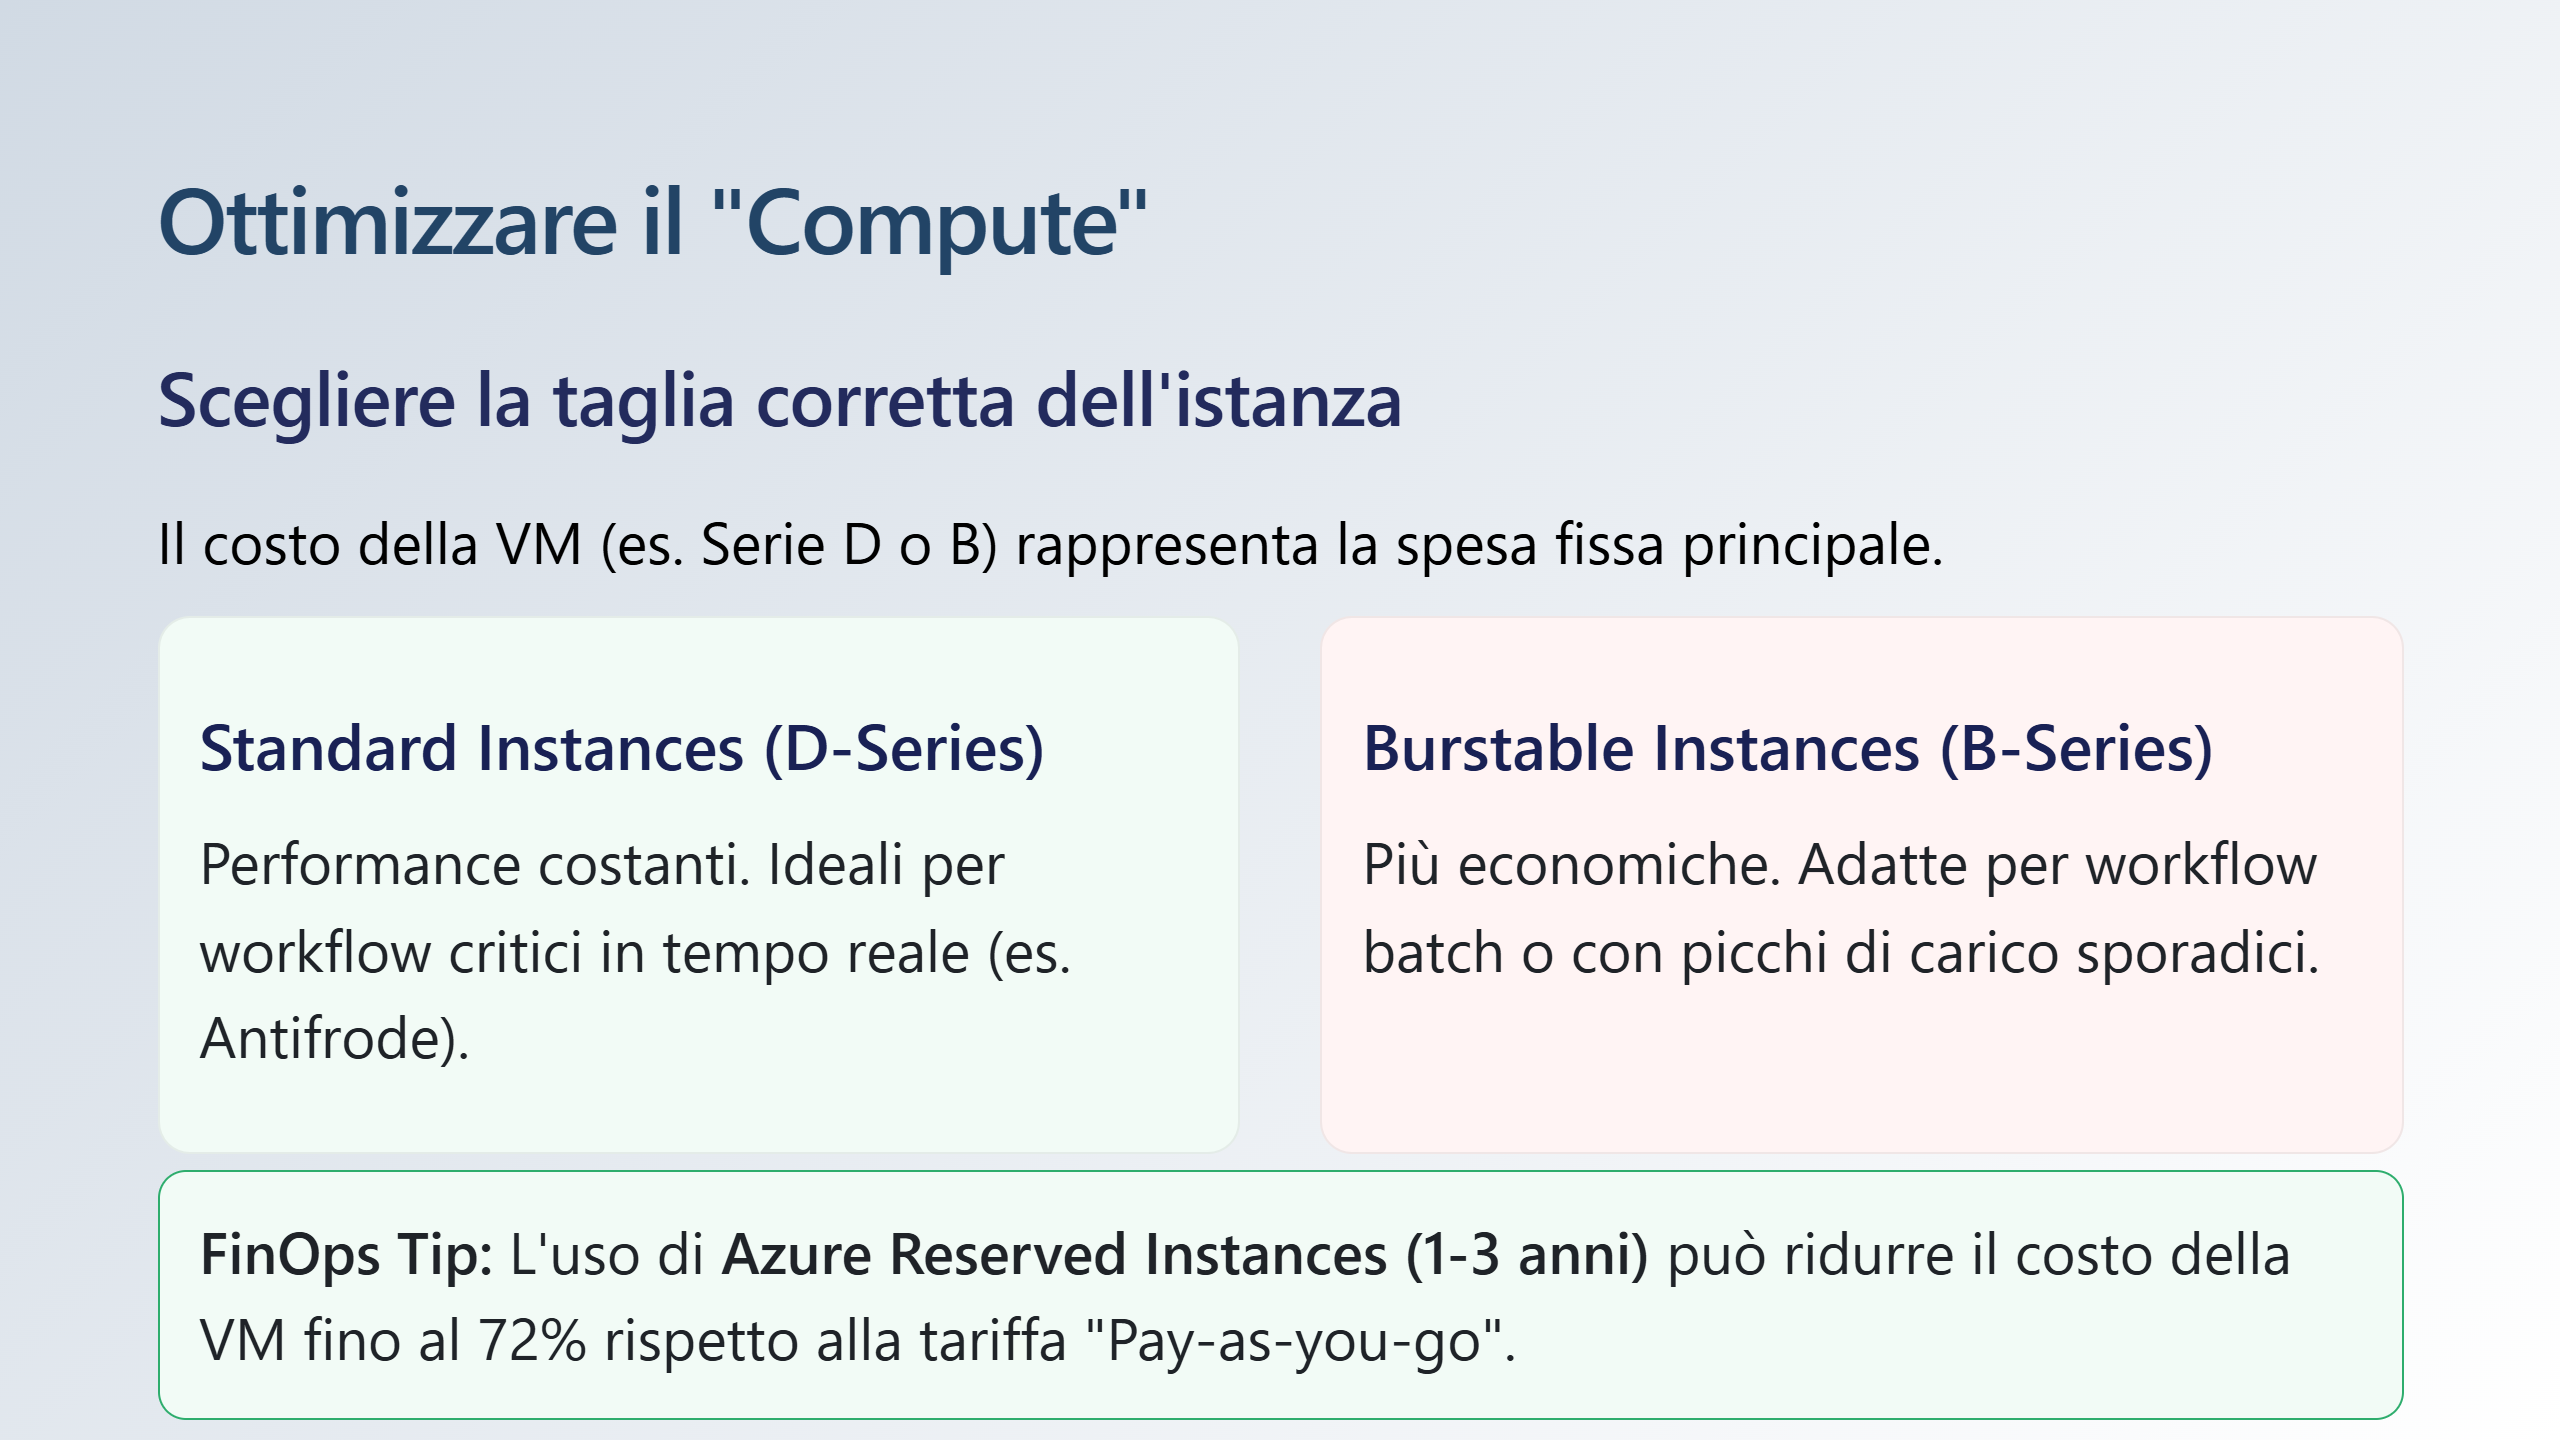 Ottimizzare il "Compute"
Scegliere la taglia corretta dell'istanza
Il costo della VM (es. Serie D o B) rappresenta la spesa fissa principale.
Standard Instances (D-Series)
Performance costanti. Ideali per
workflow critici in tempo reale (es.
Antifrode).
Burstable Instances (B-Series)
Più economiche. Adatte per workflow
batch o con picchi di carico sporadici.
FinOps Tip: L'uso di Azure Reserved Instances (1-3 anni) può ridurre il costo della
VM fino al 72% rispetto alla tariffa "Pay-as-you-go".